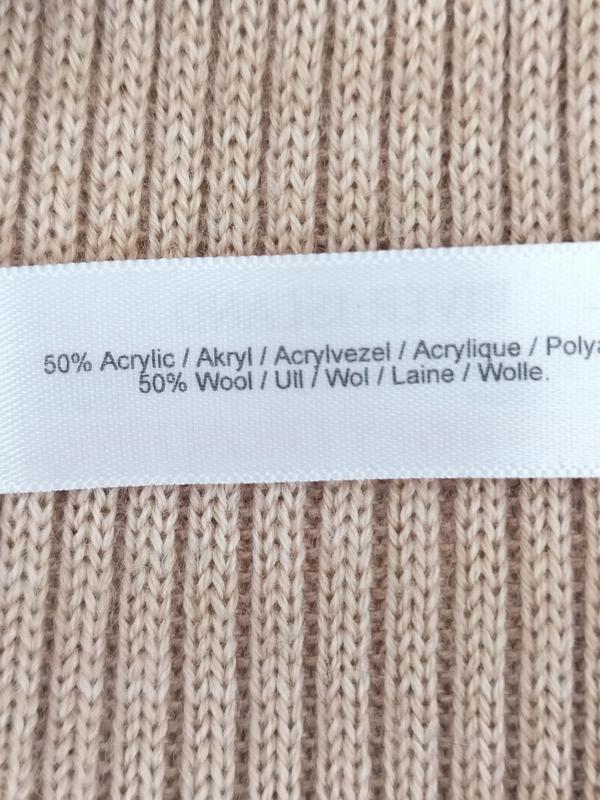 50% Acrylic / Akryl / Acrylvezel / Acrylique / Polya
50% Wool / Ull / Wol / Laine / Wolle.